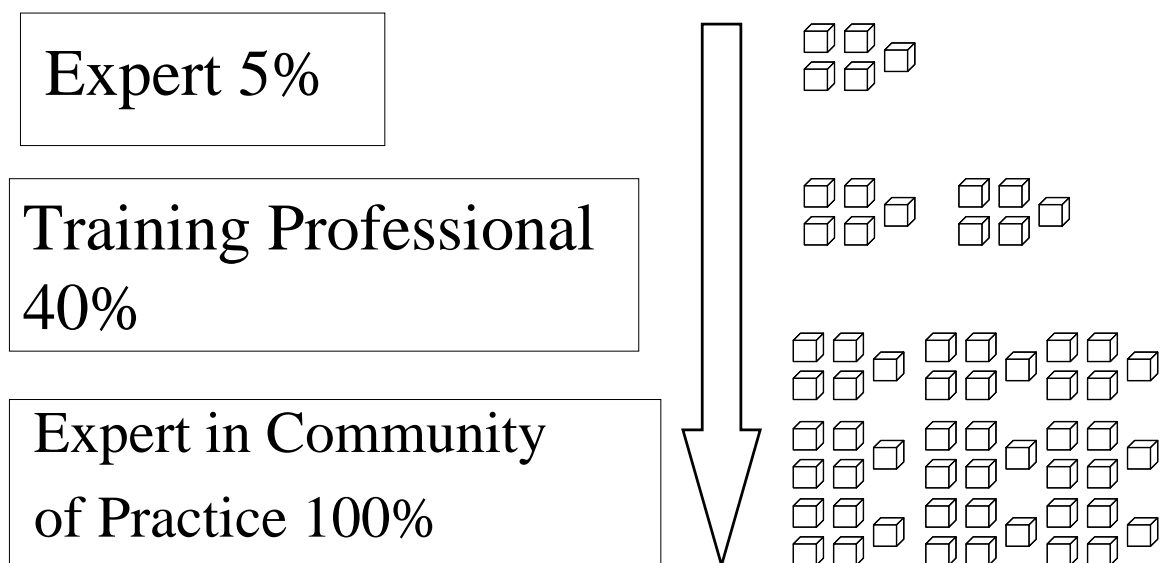 Expert 5%
Training Professional
40%
Expert in Community
of Practice 100%